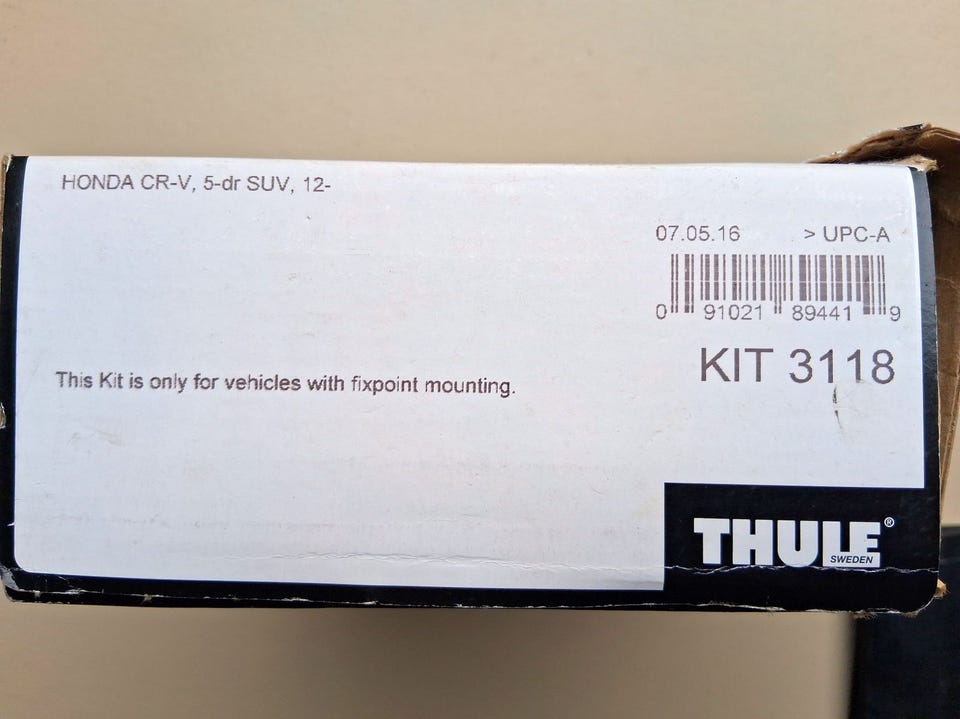 HONDA CR-V, 5-dr SUV, 12-
07.05.16 > UPC-A
0 91021 89441 9
KIT 3118
This Kit is only for vehicles with fixpoint mounting.
THULE®
SWEDEN